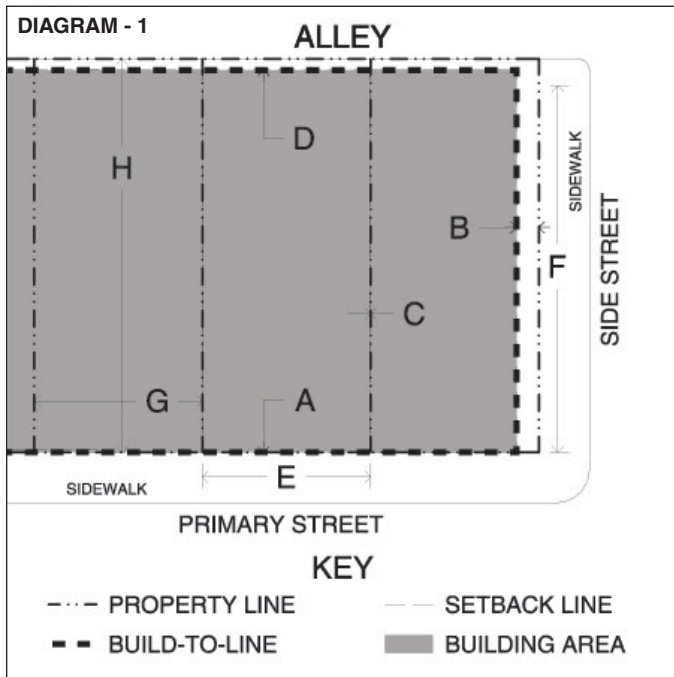 DIAGRAM - 1
ALLEY
D
H
SIDEWALK
B
F
SIDE STREET
C
G
A
E
SIDEWALK
PRIMARY STREET
KEY
PROPERTY LINE
SETBACK LINE
BUILD-TO-LINE
BUILDING AREA